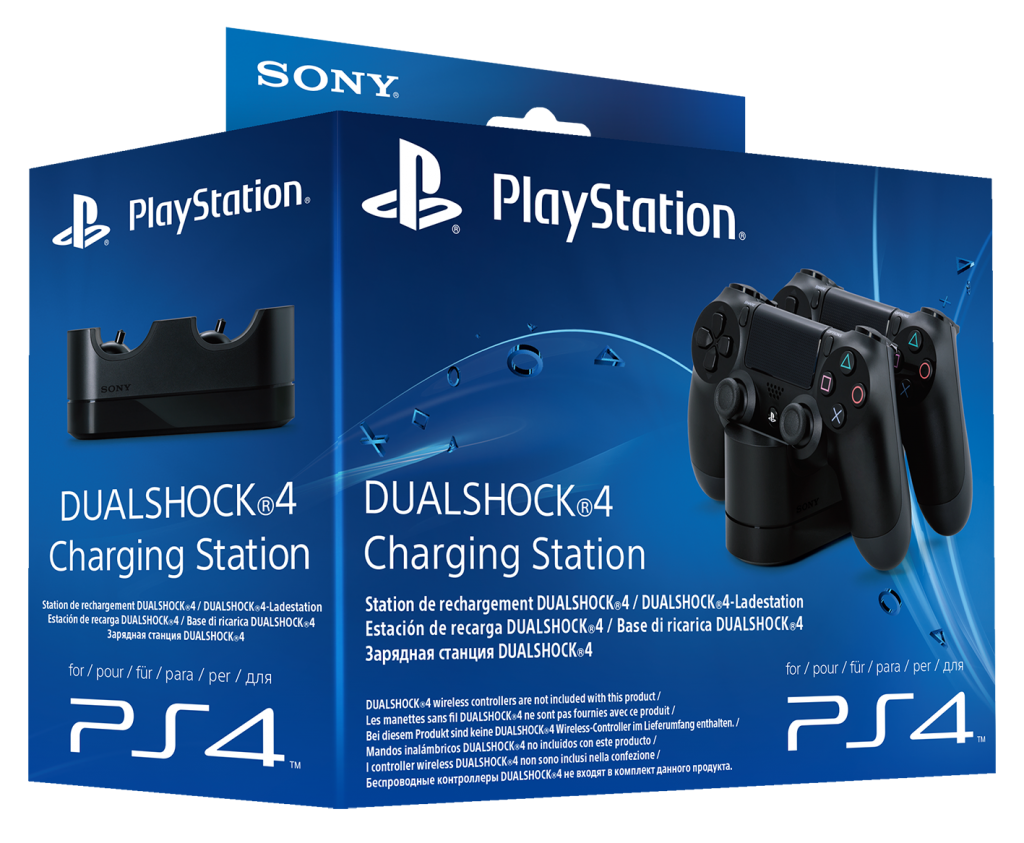 SONY®
PlayStation®
SONY
DUALSHOCK®4
Charging Station
Station de rechargement DUALSHOCK®4 / DUALSHOCK®4-Ladestation
Estación de recarga DUALSHOCK®4 / Base di ricarica DUALSHOCK®4
Зарядная станция DUALSHOCK®4
for / pour / für / para / per / для
PS4™
PlayStation®
SONY
DUALSHOCK®4
Charging Station
Station de rechargement DUALSHOCK®4 / DUALSHOCK®4-Ladestation
Estación de recarga DUALSHOCK®4 / Base di ricarica DUALSHOCK®4
Зарядная станция DUALSHOCK®4
DUALSHOCK®4 wireless controllers are not included with this product /
Les manettes sans fil DUALSHOCK®4 ne sont pas fournies avec ce produit /
Bei diesem Produkt sind keine DUALSHOCK®4 Wireless-Controller im Lieferumfang enthalten. /
Mandos inalámbricos DUALSHOCK®4 no incluidos con este producto /
I controller wireless DUALSHOCK®4 non sono inclusi nella confezione /
Беспроводные контроллеры DUALSHOCK®4 не входят в комплект данного продукта.
for / pour / für / para / per / для
PS4™